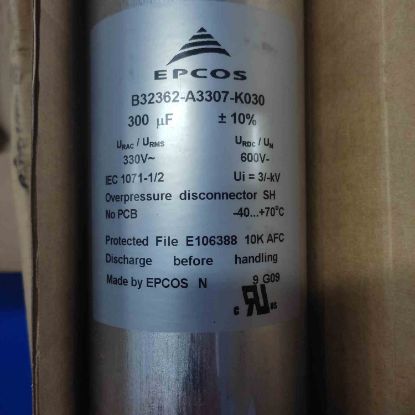 EPCOS
B32362-A3307-K030
300 µF ± 10%
URAC / URMS URDC / UN
330V~ 600V-
IEC 1071-1/2 Ui = 3/-kV
Overpressure disconnector SH
No PCB -40...+70°C
Protected File E106388 10K AFC
Discharge before handling
Made by EPCOS N 9 G09
c RU us